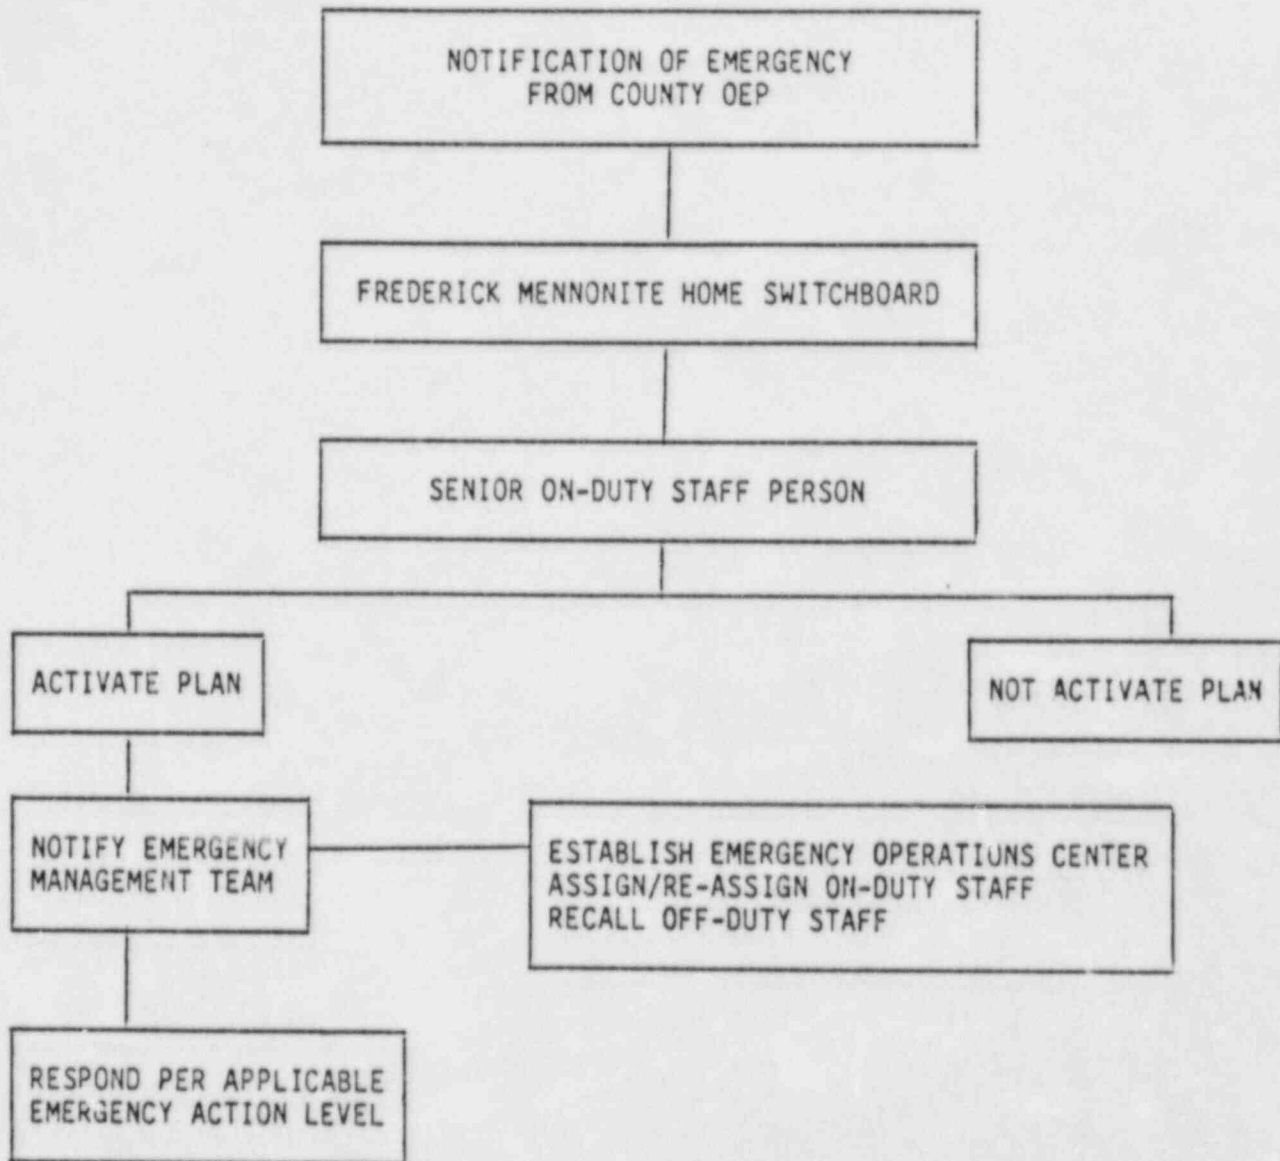 NOTIFICATION OF EMERGENCY
FROM COUNTY OEP
FREDERICK MENNONITE HOME SWITCHBOARD
SENIOR ON-DUTY STAFF PERSON
ACTIVATE PLAN
NOT ACTIVATE PLAN
NOTIFY EMERGENCY
MANAGEMENT TEAM
ESTABLISH EMERGENCY OPERATIONS CENTER
ASSIGN/RE-ASSIGN ON-DUTY STAFF
RECALL OFF-DUTY STAFF
RESPOND PER APPLICABLE
EMERGENCY ACTION LEVEL